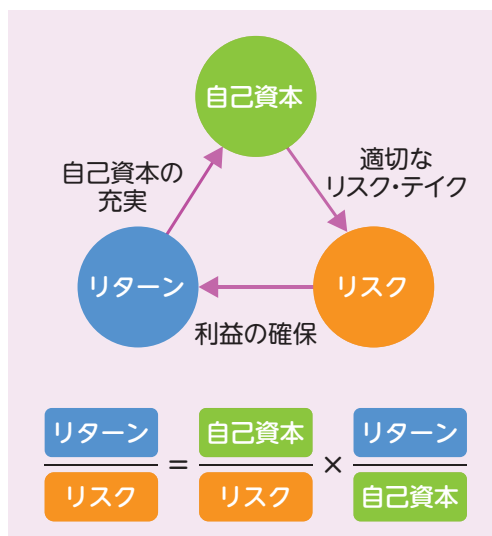 自己資本
自己資本の
充実
適切な
リスク・テイク
リターン
リスク
利益の確保
リターン
リスク
=
自己資本
リスク
×
リターン
自己資本